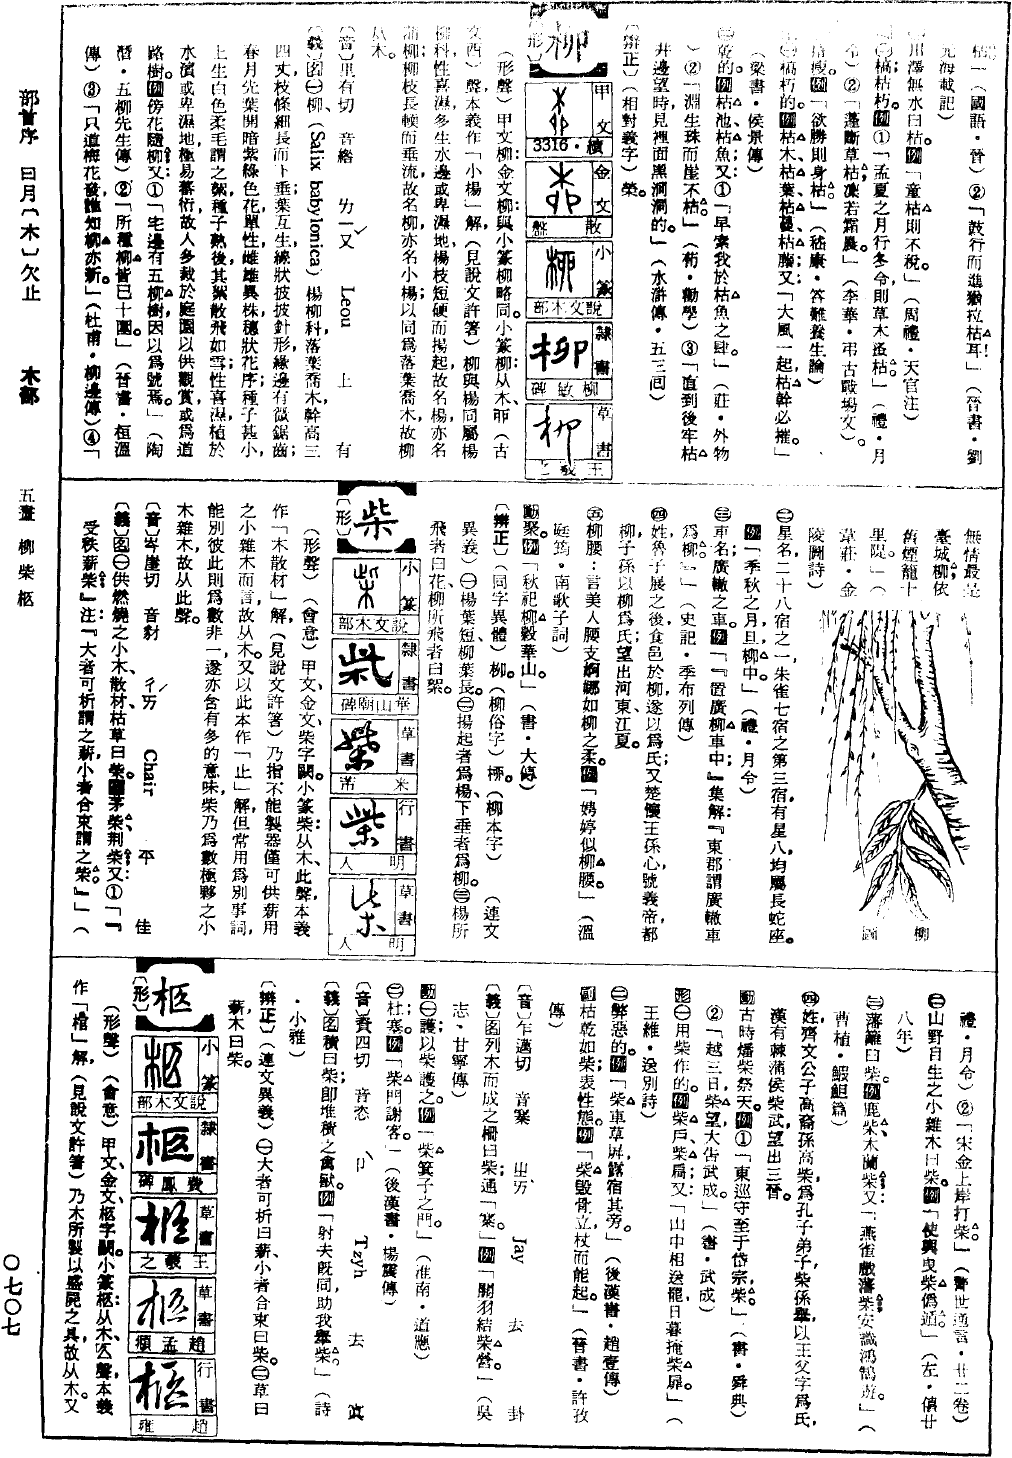 枯」（國語・晉）②「鼓行而進，猶拉枯耳！」（晉書・劉
元海載記）
川澤無水曰枯。例「童枯則不稅。」（周禮・天官注）
槁枯朽。例①「孟夏之月行冬令，則草木蚤枯。」（禮・月
令）②「蓬斷草枯，凜若霜晨。」（李華・弔古戰場文）
瘠瘦。例「欲勝則身枯。」（嵇康・答難養生論）
槁朽的。例枯木、枯葉、枯藤；又「大風一起，枯幹必摧。」
（梁書・侯景傳）
㊁乾的。例枯池、枯魚；又①「早索我於枯魚之肆。」（莊・外物
）②「淵生珠而崖不枯。」（荀・勸學）③「直到後牢枯
井邊望時，見裡面黑洞洞的。」（水滸傳・五三回）
〔辨正〕（相對義字）榮。
柳
〔形〕
甲文
3316・橫
金文
散盤
小篆
說文木部
隸書
柳敏碑
草書
王羲之
（形聲）甲文柳：金文柳與小篆柳略同。小篆柳：从木、丣（古
文酉）聲，本義作「小楊」解（見說文許箸）柳與楊同屬楊
柳科，性喜濕，多生水邊或卑濕地，楊枝短硬而揚起故名楊，亦名
蒲柳；柳枝長輭而垂流故名柳，亦名小楊；以同為落葉喬木，故柳
从木。
〔音〕里有切　音綹　ㄌㄧㄡˇ　Leou　上　有
〔義〕名㊀柳，（Salix babylonica）楊柳科，落葉喬木，幹高三
四丈，枝條細長而下垂；葉互生，線狀披針形，緣邊有微鋸齒；
春月先葉開暗紫綠色花，單性，雌雄異株，穗狀花序；種子甚小，
上生白色柔毛，謂之絮，種子熟後，其絮散飛如雪；性喜濕，植於
水濱或卑濕地極易蕃衍，故人多栽於庭園以供觀賞，或為道
路樹。例傍花隨柳；又①「宅邊有五柳樹，因以為號焉。」（陶
潛・五柳先生傳）②「所種柳皆已十圍。」（晉書・桓溫
傳）③「只道梅花發，誰知柳亦新。」（杜甫・柳邊傳）④「
部首序　日月〔木〕欠止　木部　五畫　柳柴柩　〇七〇七
無情最是
臺城柳，依
舊煙籠十
里隄。」（
韋莊・金
陵圖詩）
柳圖
㊁星名，二十八宿之一，朱雀七宿之第三宿，有星八，均屬長蛇座。
例「季秋之月，旦柳中。」（禮・月令）
㊂車名；廣轍之車。例「『置廣柳車中』集解『東郡謂廣轍車
為柳。』」（史記・季布列傳）
㊃姓，魯子展之後，食邑於柳，遂以為氏；又楚懷王孫心號義帝，都
柳，子孫以柳為氏，望出河東、江夏。
㊄柳腰：言美人腰支婀娜如柳之柔。例「娉婷似柳腰。」（溫
庭筠・南歌子詞）
動聚。例「秋祀柳穀華山。」（書・大傳）
〔辨正〕（同字異體）柳。（柳俗字）桺。（柳本字）（連文
異義）㊀楊葉短，柳葉長。㊁揚起者為楊，下垂者為柳。㊂楊所
飛者曰花，柳所飛者曰絮。
柴
〔形〕
小篆
說文木部
隸書
華山廟碑
草書
米芾
行書
明人
草書
明人
（形聲）（會意）甲文、金文柴字闕。小篆柴：从木、此聲，本義
作「木散材」解（見說文許箸）乃指不能製器僅可供薪用
之小雜木而言，故从木。又以此本作「止」解，但常用為別事詞，
能別彼此則為數非一，遂亦含有多的意味，柴乃為數極夥之小
木雜木，故从此聲。
〔音〕岑崖切　音豺　ㄔㄞˊ　Chair　平　佳
〔義〕名㊀供燃燒之小木、散材、枯草曰柴。例茅柴、荆柴；又①「『
受秩薪柴』注『大者可析謂之薪，小者合束謂之柴。』」（
禮・月令）②「宋金上岸打柴。」（警世通言・廿二卷）
㊁山野自生之小雜木曰柴。例「使輿曳柴偽遁。」（左・僖廿
八年）
㊂落籬曰柴。例鹿柴、木蘭柴；又「燕雀戲藩柴，安識鴻鵠遊。」（
曹植・鰕䱇篇）
㊃姓，齊文公子高裔孫高柴為孔子弟子，柴孫舉，以王父字為氏，
漢有棘蒲侯柴武，望出三晉。
動古時燔柴祭天。例①「東巡守至于岱宗，柴。」（書・舜典）
②「越三日，柴望，大告武成。」（書・武成）
形㊀用柴作的。例柴戶、柴扃；又「山中相送罷，日暮掩柴扉。」（
王維・送別詩）
㊁弊惡的。例「柴車草屏，露宿其旁。」（後漢書・趙壹傳）
副枯乾如柴；表性態。例「柴毀骨立，杖而能起。」（晉書・許孜
傳）
〔音〕乍邁切　音寨　ㄓㄞˋ　Jay　去　卦
〔義〕名列木而成之柵曰柴，通「寨」。例「關羽結柴營。」（吳
志・甘寧傳）
動㊀護；以柴護之。例「柴箕子之門。」（淮南・道應）
㊁杜塞。例「柴門謝客。」（後漢書・楊震傳）
〔音〕責四切　音恣　ㄗˋ　Tzyh　去　寘
〔義〕名積曰柴；即堆積之禽獸。例「射夫既同，助我舉柴。」（詩
・小雅）
〔辨正〕（連文異義）㊀大者可析曰薪，小者合束曰柴。㊁草曰
薪，木曰柴。
柩
〔形〕
小篆
說文木部
隸書
費鳳碑
草書
王羲之
草書
趙孟頫
行書
趙雍
（形聲）（會意）甲文、金文柩字闕。小篆柩：从木、匛聲，本義
作「棺」解（見說文許箸）乃木所製以盛屍之具，故从木。又